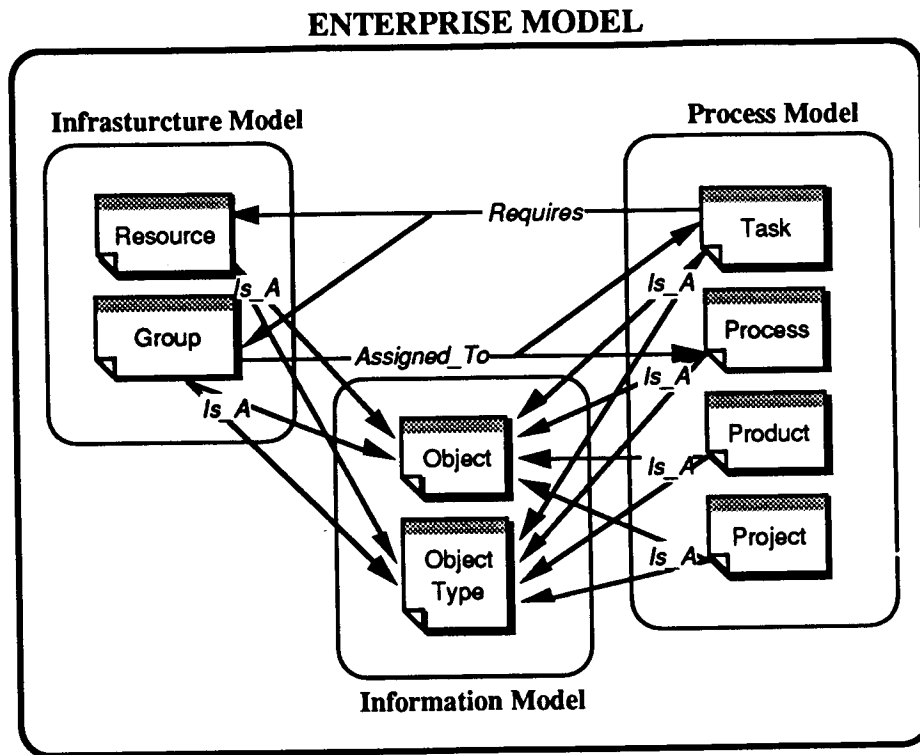 ENTERPRISE MODEL
Infrasturcture Model
Process Model
Resource
Requires
Task
Is_A
Is_A
Group
Process
Assigned_To
Is_A
Is_A
Object
Product
Is_A
Object
Type
Project
Is_A
Information Model